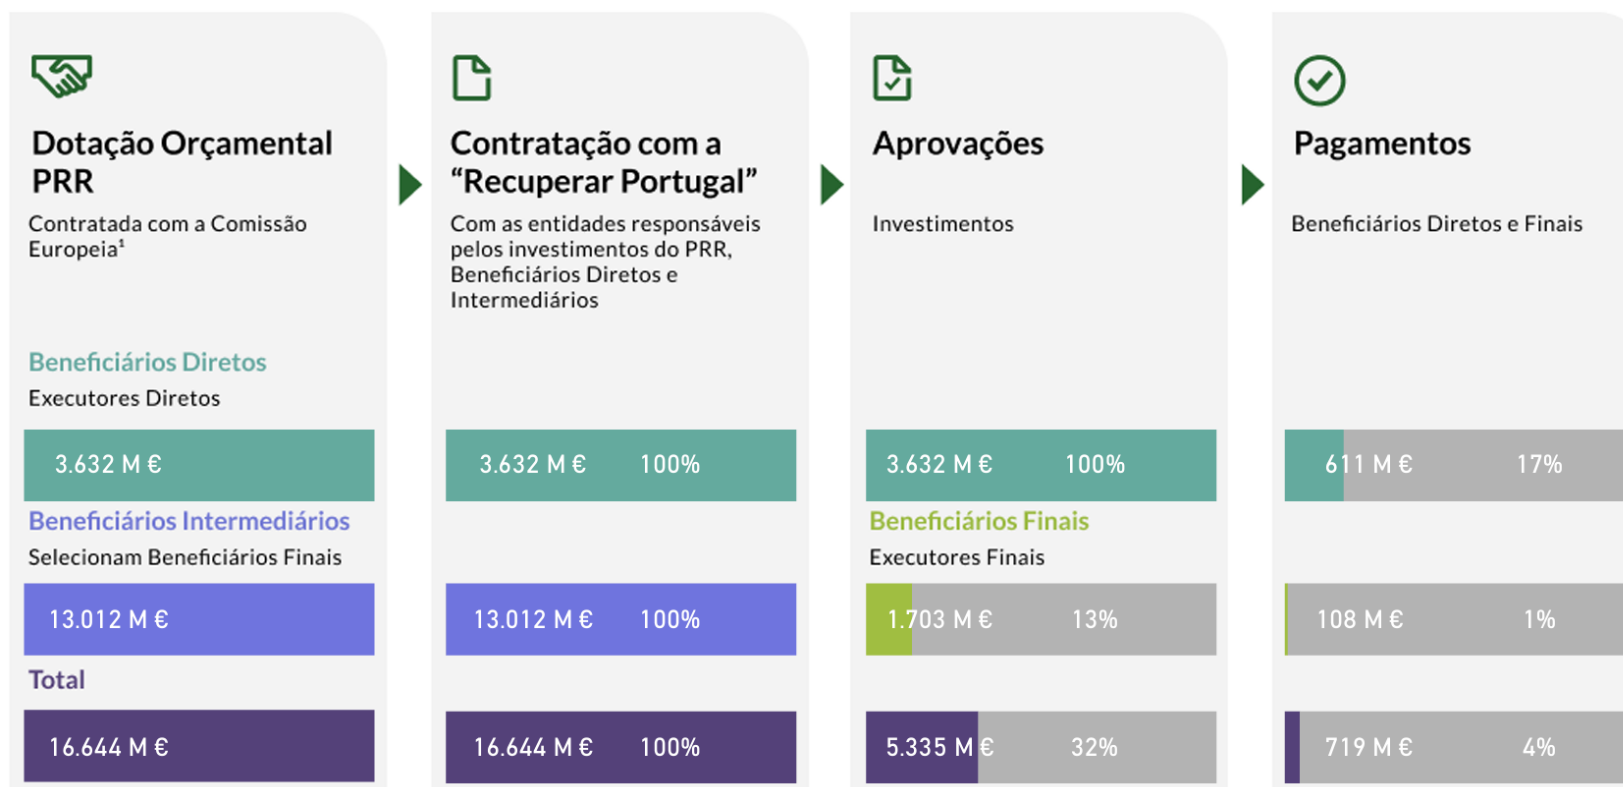 Dotação Orçamental
PRR
Contratada com a Comissão
Europeia¹
Contratação com a
“Recuperar Portugal”
Com as entidades responsáveis
pelos investimentos do PRR,
Beneficiários Diretos e
Intermediários
Aprovações
Investimentos
Pagamentos
Beneficiários Diretos e Finais
Beneficiários Diretos
Executores Diretos
3.632 M €
3.632 M € 100%
3.632 M € 100%
611 M € 17%
Beneficiários Intermediários
Selecionam Beneficiários Finais
Beneficiários Finais
Executores Finais
13.012 M €
13.012 M € 100%
1.703 M € 13%
108 M € 1%
Total
16.644 M €
16.644 M € 100%
5.335 M € 32%
719 M € 4%